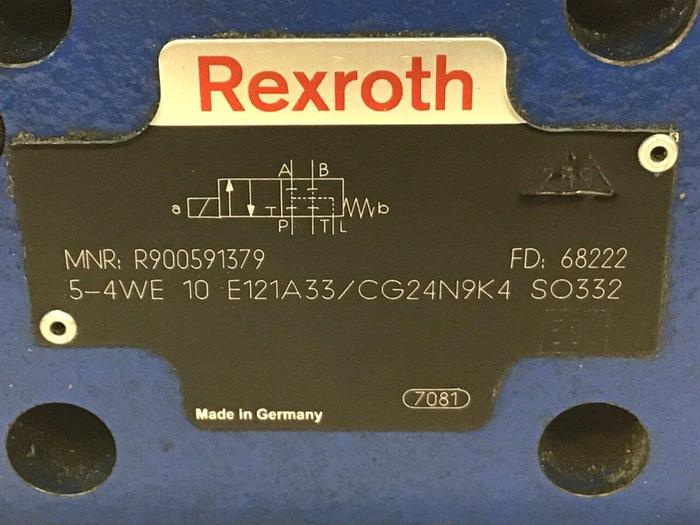 Rexroth
A B
a b
T
P T L
MNR: R900591379 FD: 68222
5-4WE 10 E121A33/CG24N9K4 SO332
7081
Made in Germany